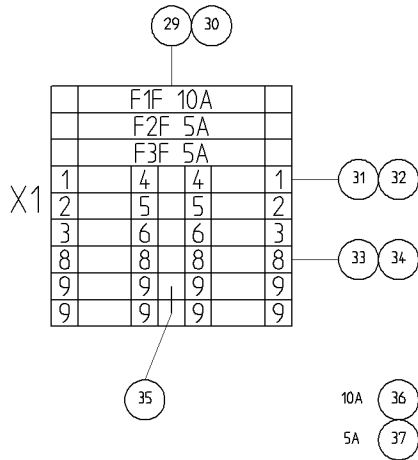 29 30
F1F 10A
F2F 5A
F3F 5A
1 4 4 1 31 32
X1
2 5 5 2
3 6 6 3
8 8 8 8 33 34
9 9 9 9
9 9 9 9
35
10A 36
5A 37